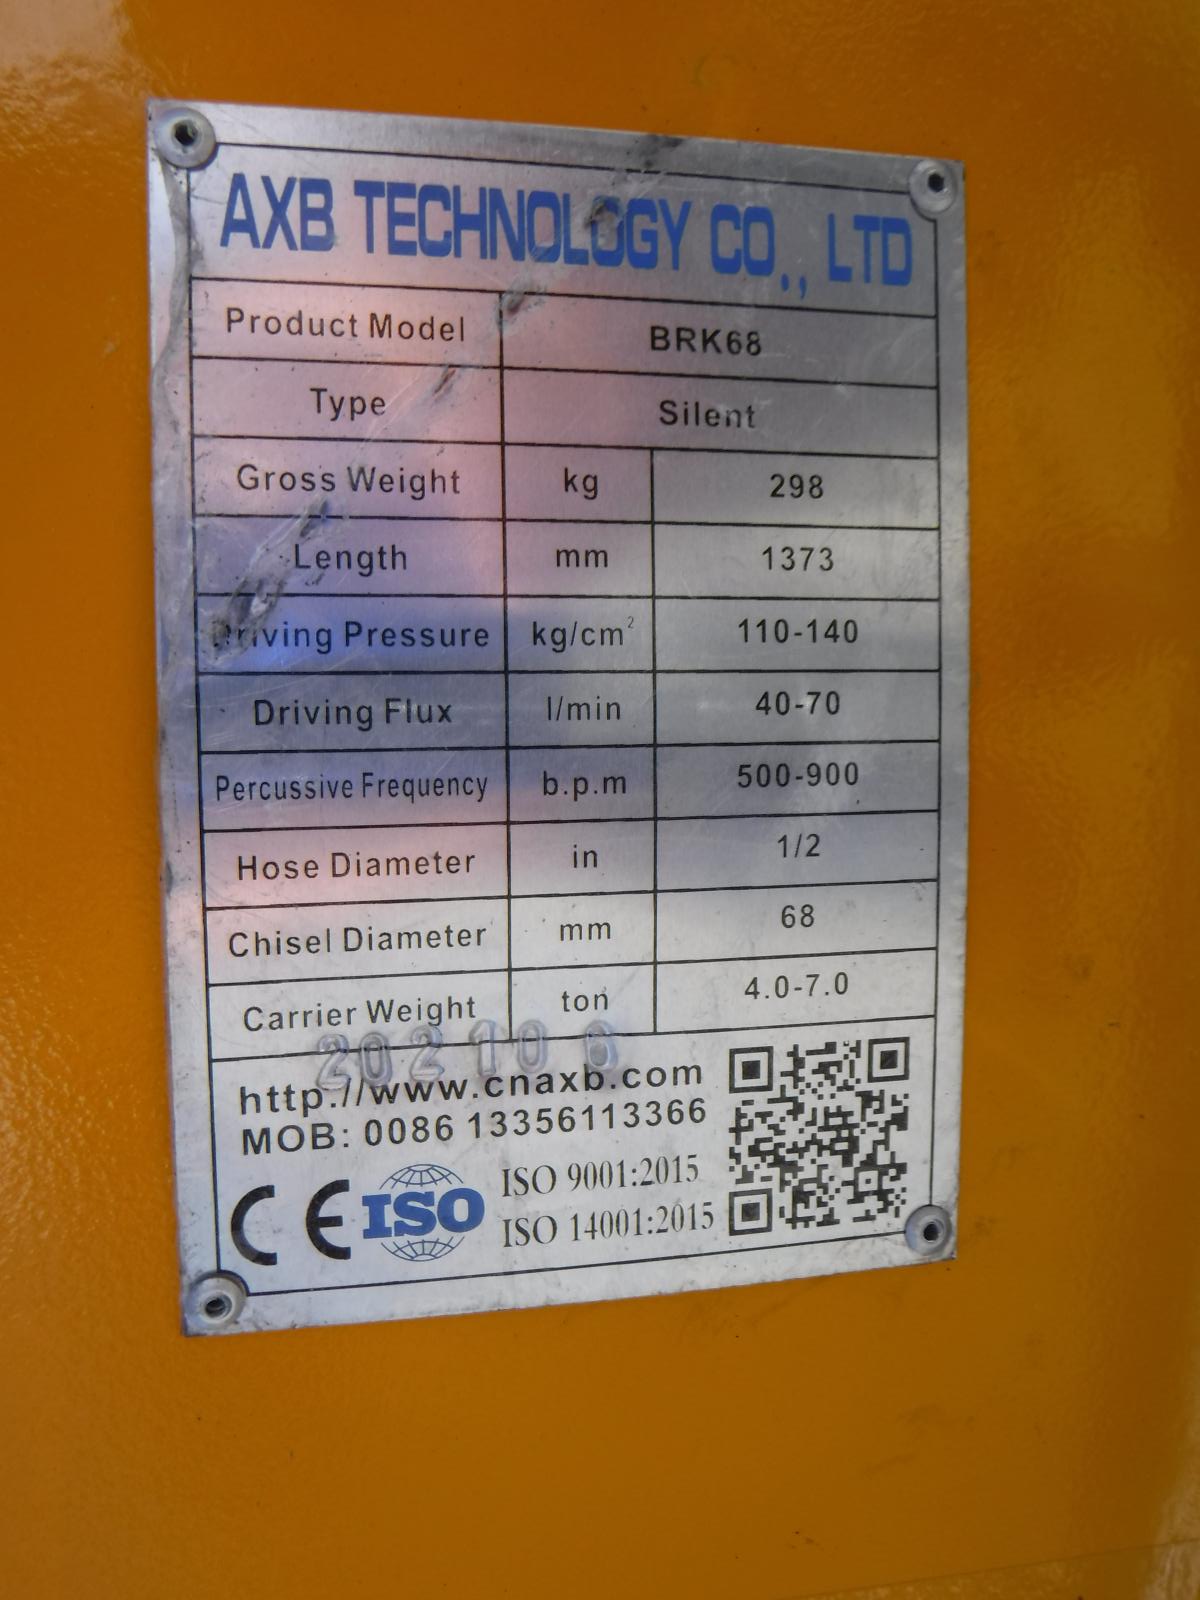 AXB TECHNOLOGY CO., LTD
Product Model BRK68
Type Silent
Gross Weight kg 298
Length mm 1373
Driving Pressure kg/cm² 110-140
Driving Flux l/min 40-70
Percussive Frequency b.p.m 500-900
Hose Diameter in 1/2
Chisel Diameter mm 68
Carrier Weight ton 4.0-7.0
202106
http://www.cnaxb.com
MOB: 0086 13356113366
CE ISO ISO 9001:2015
ISO 14001:2015